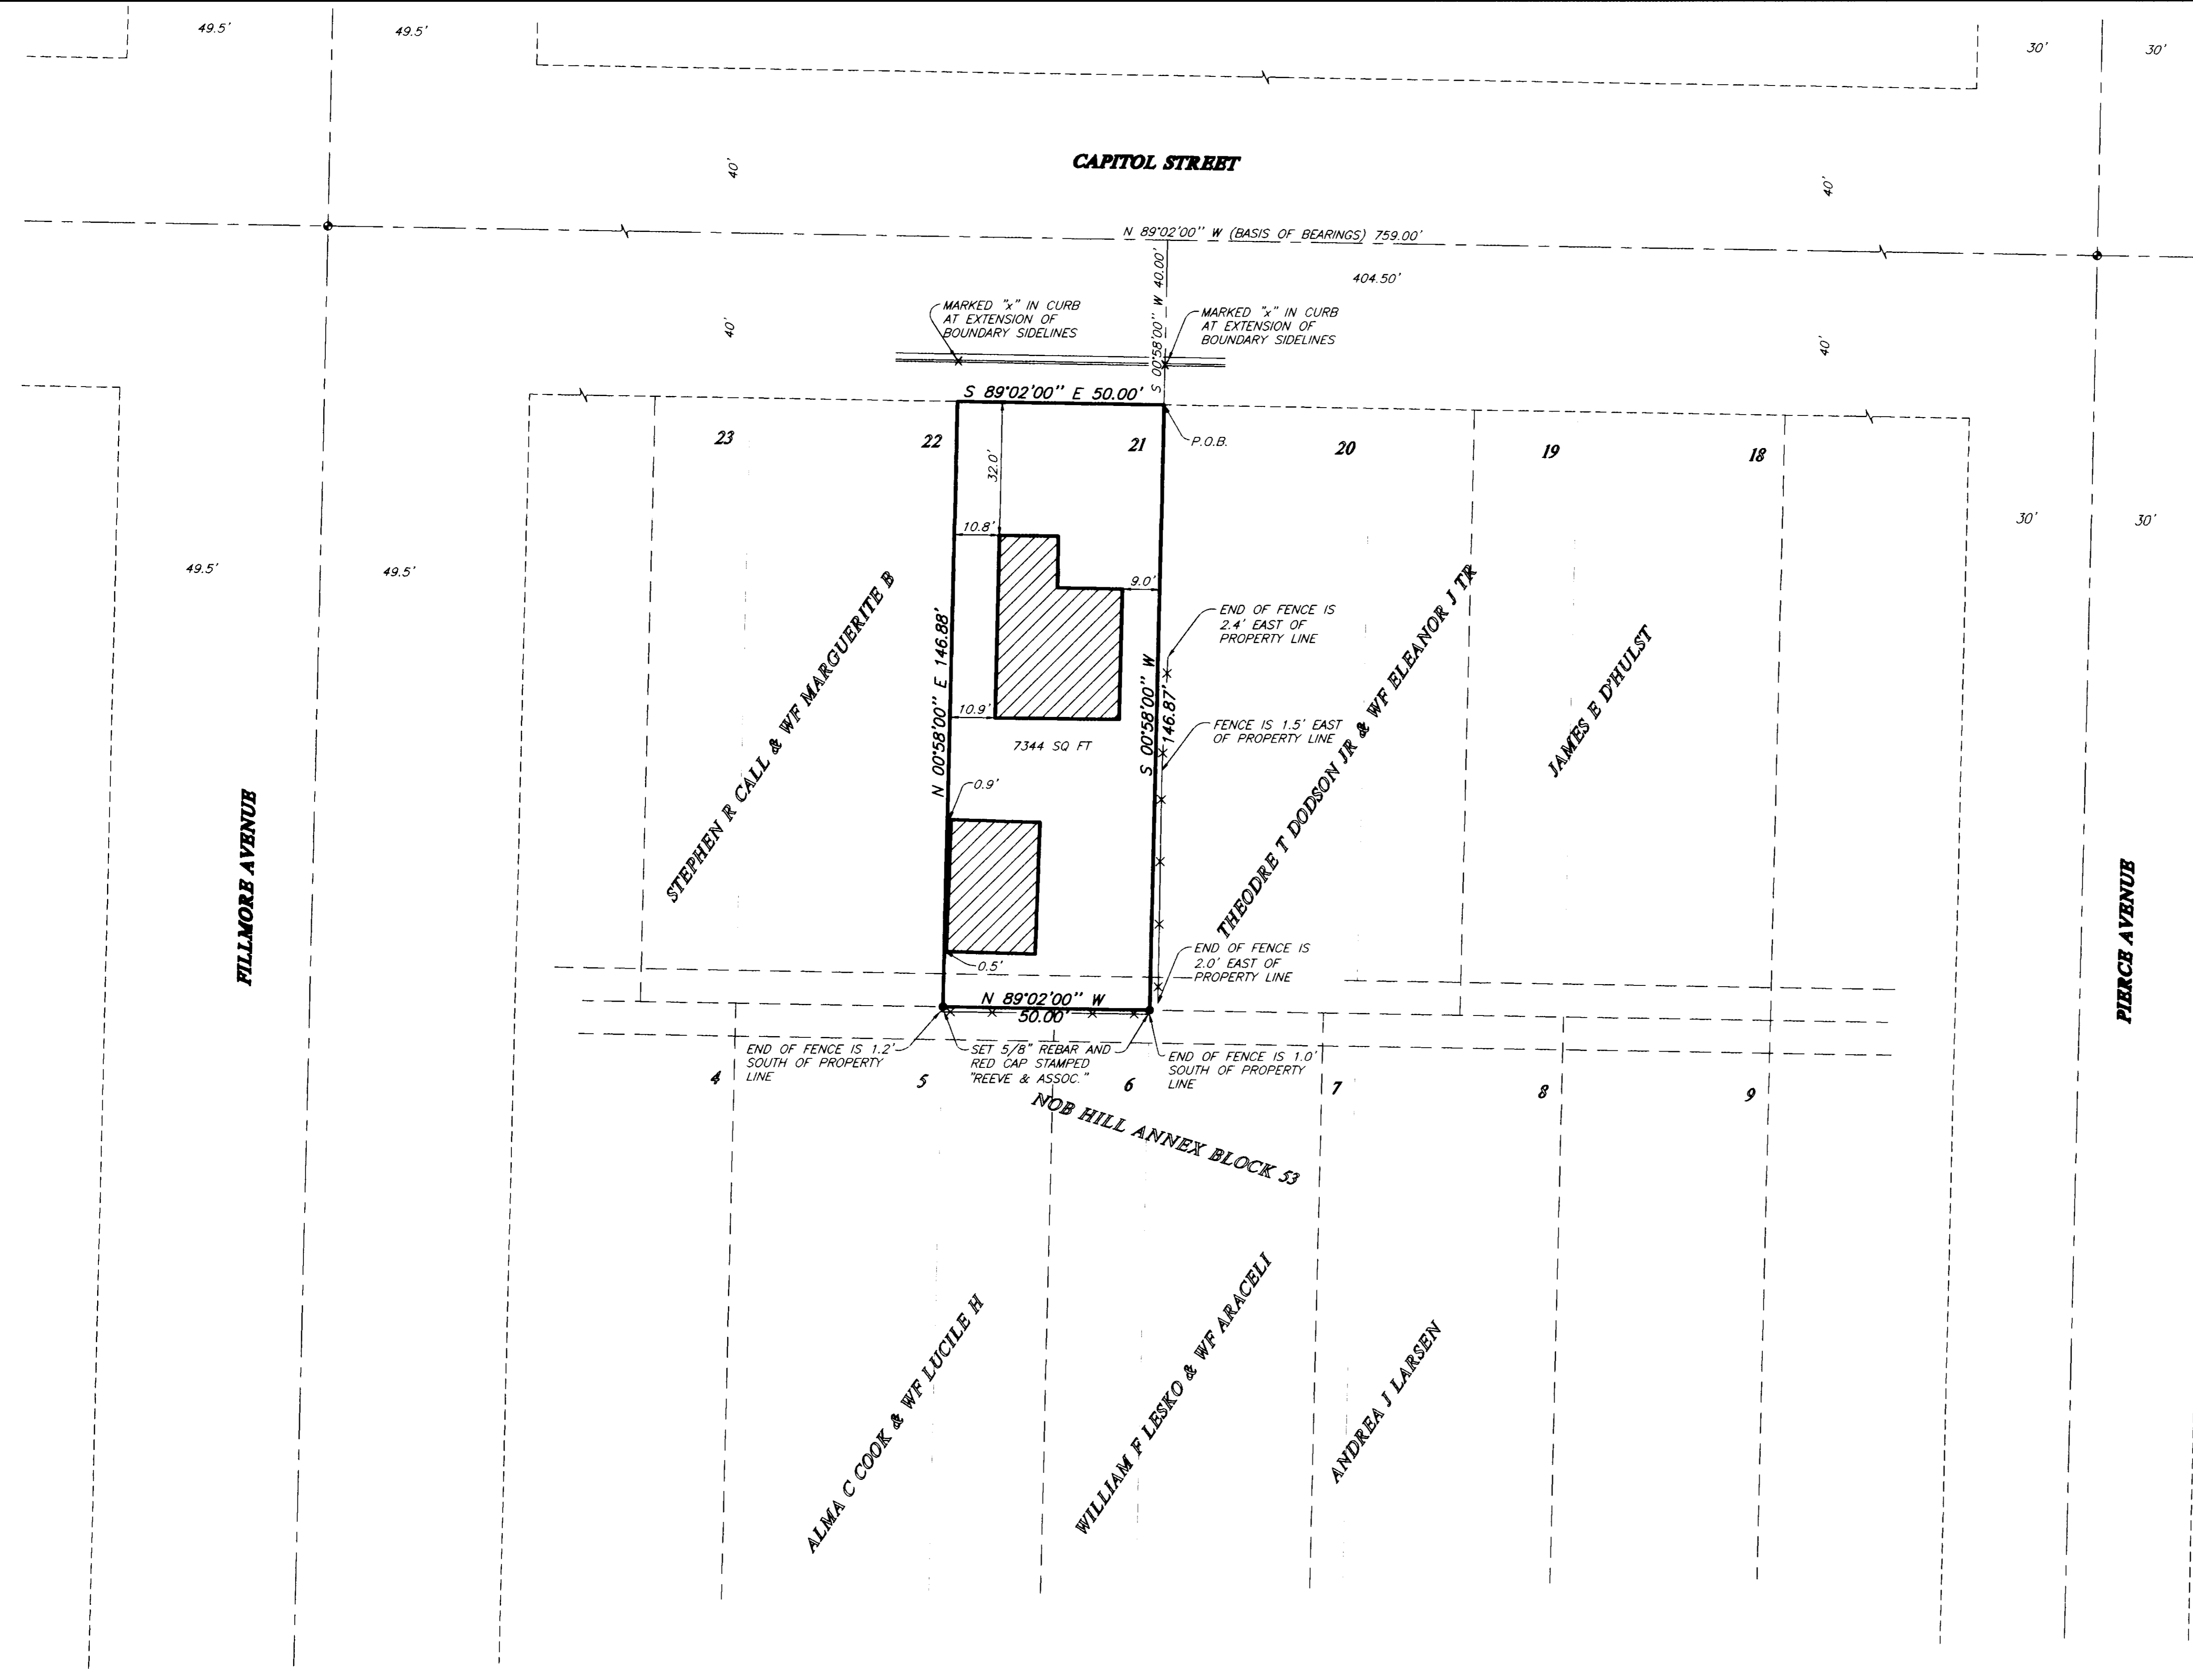 49.5'
49.5'
30'
30'
CAPITOL STREET
40'
40'
N 89°02'00" W (BASIS OF BEARINGS) 759.00'
S 00°58'00" W 40.00'
404.50'
MARKED "x" IN CURB
AT EXTENSION OF
BOUNDARY SIDELINES
MARKED "x" IN CURB
AT EXTENSION OF
BOUNDARY SIDELINES
40'
40'
S 89°02'00" E 50.00'
P.O.B.
23
22
21
20
19
18
32.0'
10.8'
9.0'
30'
30'
49.5'
49.5'
STEPHEN R CALL & WF MARGUERITE B
N 00°58'00" E 146.88'
10.9'
7344 SQ FT
S 00°58'00" W
146.87'
END OF FENCE IS
2.4' EAST OF
PROPERTY LINE
FENCE IS 1.5' EAST
OF PROPERTY LINE
THEODRE T DODSON JR & WF ELEANOR J TR
JAMES E D'HULST
FILLMORE AVENUE
PIERCE AVENUE
0.9'
0.5'
END OF FENCE IS
2.0' EAST OF
PROPERTY LINE
N 89°02'00" W
50.00'
END OF FENCE IS 1.2'
SOUTH OF PROPERTY
LINE
SET 5/8" REBAR AND
RED CAP STAMPED
"REEVE & ASSOC."
END OF FENCE IS 1.0'
SOUTH OF PROPERTY
LINE
4
5
6
7
8
9
NOB HILL ANNEX BLOCK 53
ALMA C COOK & WF LUCILE H
WILLIAM F LESKO & WF ARACELI
ANDREA J LARSEN